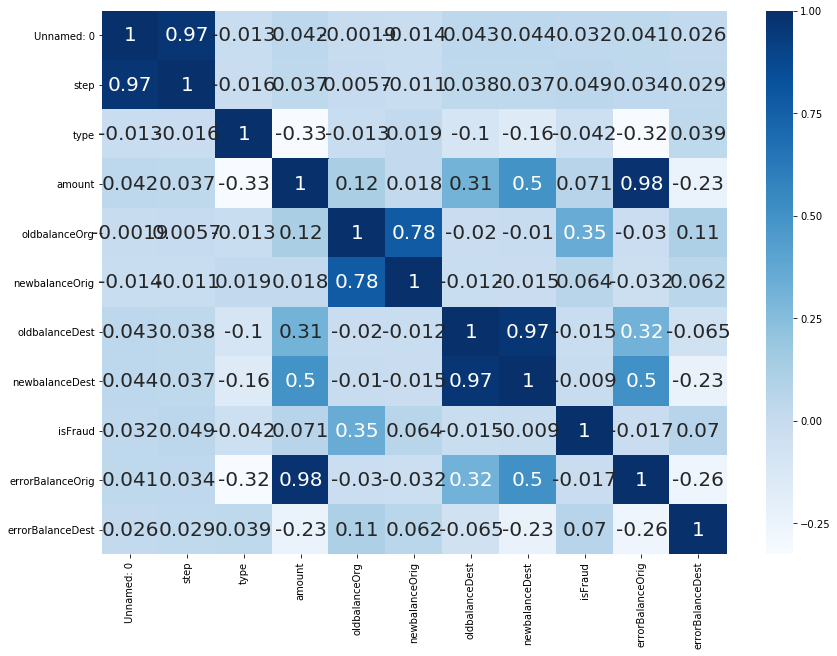 Unnamed: 0 1 0.97 -0.013 0.042 -0.0019 -0.014 0.043 0.044 0.032 0.041 0.026
step 0.97 1 -0.016 0.037 0.0057 -0.011 0.038 0.037 0.049 0.034 0.029
type -0.013 -0.016 1 -0.33 -0.013 0.019 -0.1 -0.16 -0.042 -0.32 0.039
amount 0.042 0.037 -0.33 1 0.12 0.018 0.31 0.5 0.071 0.98 -0.23
oldbalanceOrg -0.0019 0.0057 -0.013 0.12 1 0.78 -0.02 -0.01 0.35 -0.03 0.11
newbalanceOrig -0.014 -0.011 0.019 0.018 0.78 1 -0.012 -0.015 0.064 -0.032 0.062
oldbalanceDest 0.043 0.038 -0.1 0.31 -0.02 -0.012 1 0.97 -0.015 0.32 -0.065
newbalanceDest 0.044 0.037 -0.16 0.5 -0.01 -0.015 0.97 1 -0.009 0.5 -0.23
isFraud 0.032 0.049 -0.042 0.071 0.35 0.064 -0.015 -0.009 1 -0.017 0.07
errorBalanceOrig 0.041 0.034 -0.32 0.98 -0.03 -0.032 0.32 0.5 -0.017 1 -0.26
errorBalanceDest 0.026 0.029 0.039 -0.23 0.11 0.062 -0.065 -0.23 0.07 -0.26 1
Unnamed: 0
step
type
amount
oldbalanceOrg
newbalanceOrig
oldbalanceDest
newbalanceDest
isFraud
errorBalanceOrig
errorBalanceDest
1.00
0.75
0.50
0.25
0.00
−0.25